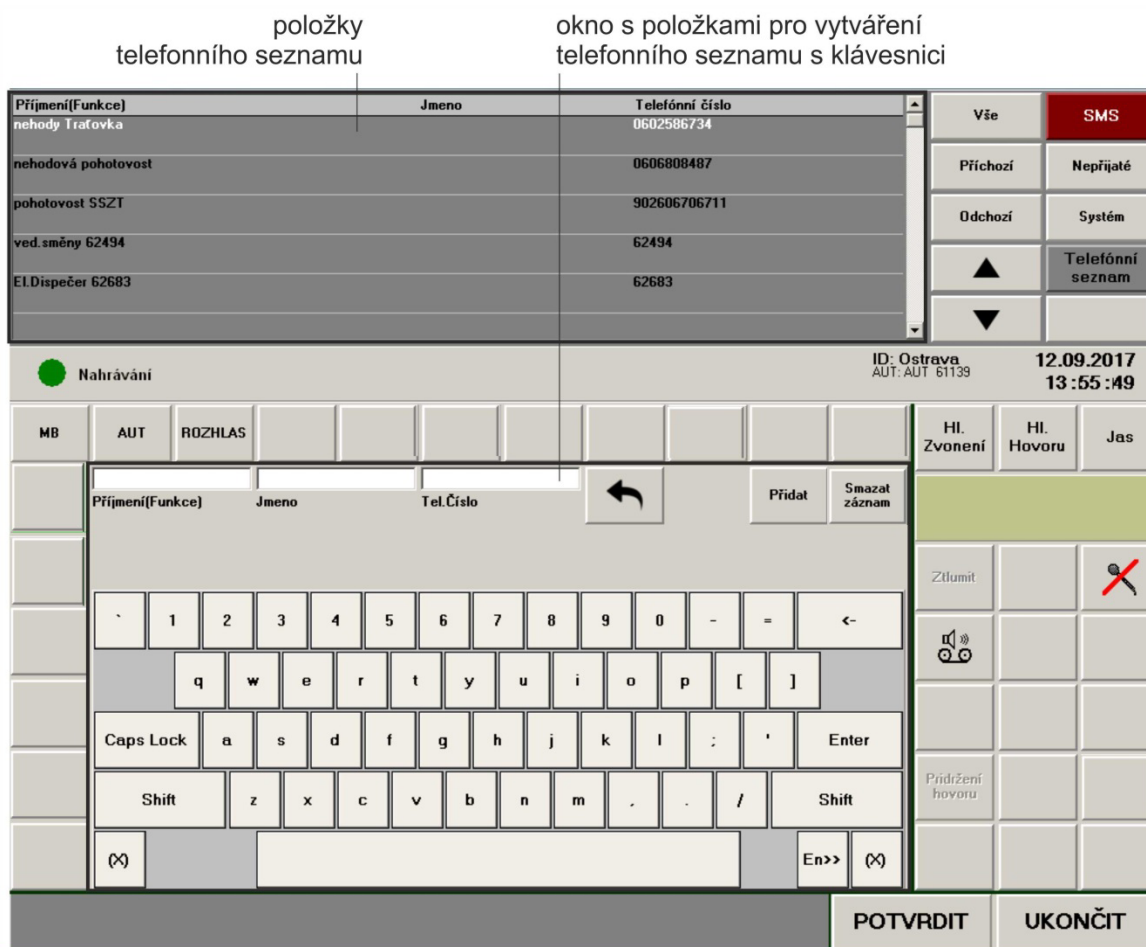 položky
telefonního seznamu
okno s položkami pro vytváření
telefonního seznamu s klávesnici
Příjmení(Funkce) Jmeno Telefónní číslo
nehody Traťovka 0602586734
nehodová pohotovost 0606808487
pohotovost SSZT 902606706711
ved.směny 62494 62494
El.Dispečer 62683 62683
Vše SMS
Příchozí Nepřijaté
Odchozí Systém
▲ Telefónní
seznam
▼
Nahrávání
ID: Ostrava
AUT: AUT 61139
12.09.2017
13:55:49
MB AUT ROZHLAS
Hl.
Zvonení
Hl.
Hovoru
Jas
Příjmení(Funkce) Jmeno Tel.Číslo
Přidat
Smazat
záznam
Ztlumit
` 1 2 3 4 5 6 7 8 9 0 - = <-
q w e r t y u i o p [ ]
Caps Lock a s d f g h j k l ; ' Enter
Shift z x c v b n m , . / Shift
(X) En>> (X)
Pridržení
hovoru
POTVRDIT UKONČIT